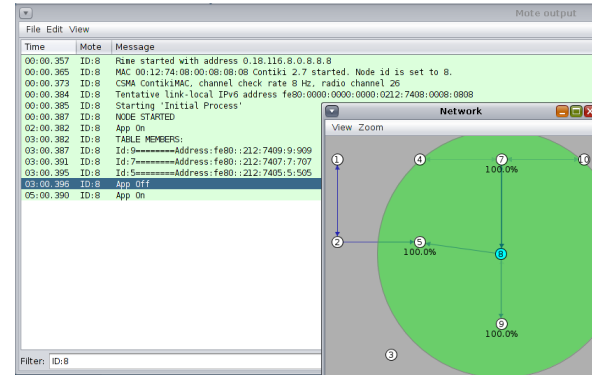 Mote output
File Edit View
Time Mote Message
00:00.357 ID:8 Rime started with address 0.18.116.8.0.8.8.8
00:00.365 ID:8 MAC 00:12:74:08:00:08:08:08 Contiki 2.7 started. Node id is set to 8.
00:00.373 ID:8 CSMA ContikiMAC, channel check rate 8 Hz, radio channel 26
00:00.384 ID:8 Tentative link-local IPv6 address fe80:0000:0000:0000:0212:7408:0008:0808
00:00.385 ID:8 Starting 'Initial Process'
00:00.387 ID:8 NODE STARTED
02:00.382 ID:8 App On
03:00.382 ID:8 TABLE MEMBERS:
03:00.387 ID:8 Id:9========Address:fe80::212:7409:9:909
03:00.391 ID:8 Id:7========Address:fe80::212:7407:7:707
03:00.395 ID:8 Id:5========Address:fe80::212:7405:5:505
03:00.396 ID:8 App Off
05:00.390 ID:8 App On
Filter: ID:8
Network
View Zoom
1 4 7 10
100.0%
2 5 8
100.0%
9
100.0%
3